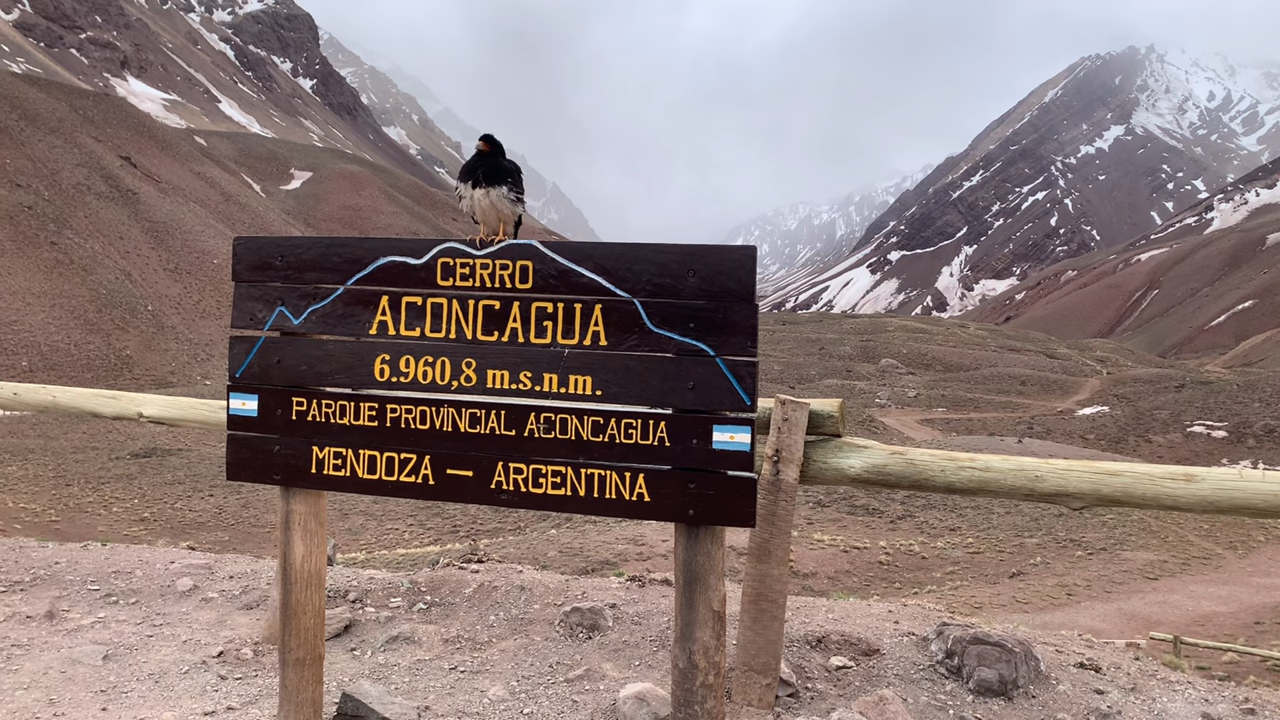 CERRO
ACONCAGUA
6.960,8 m.s.n.m.
PARQUE PROVINCIAL ACONCAGUA
MENDOZA — ARGENTINA